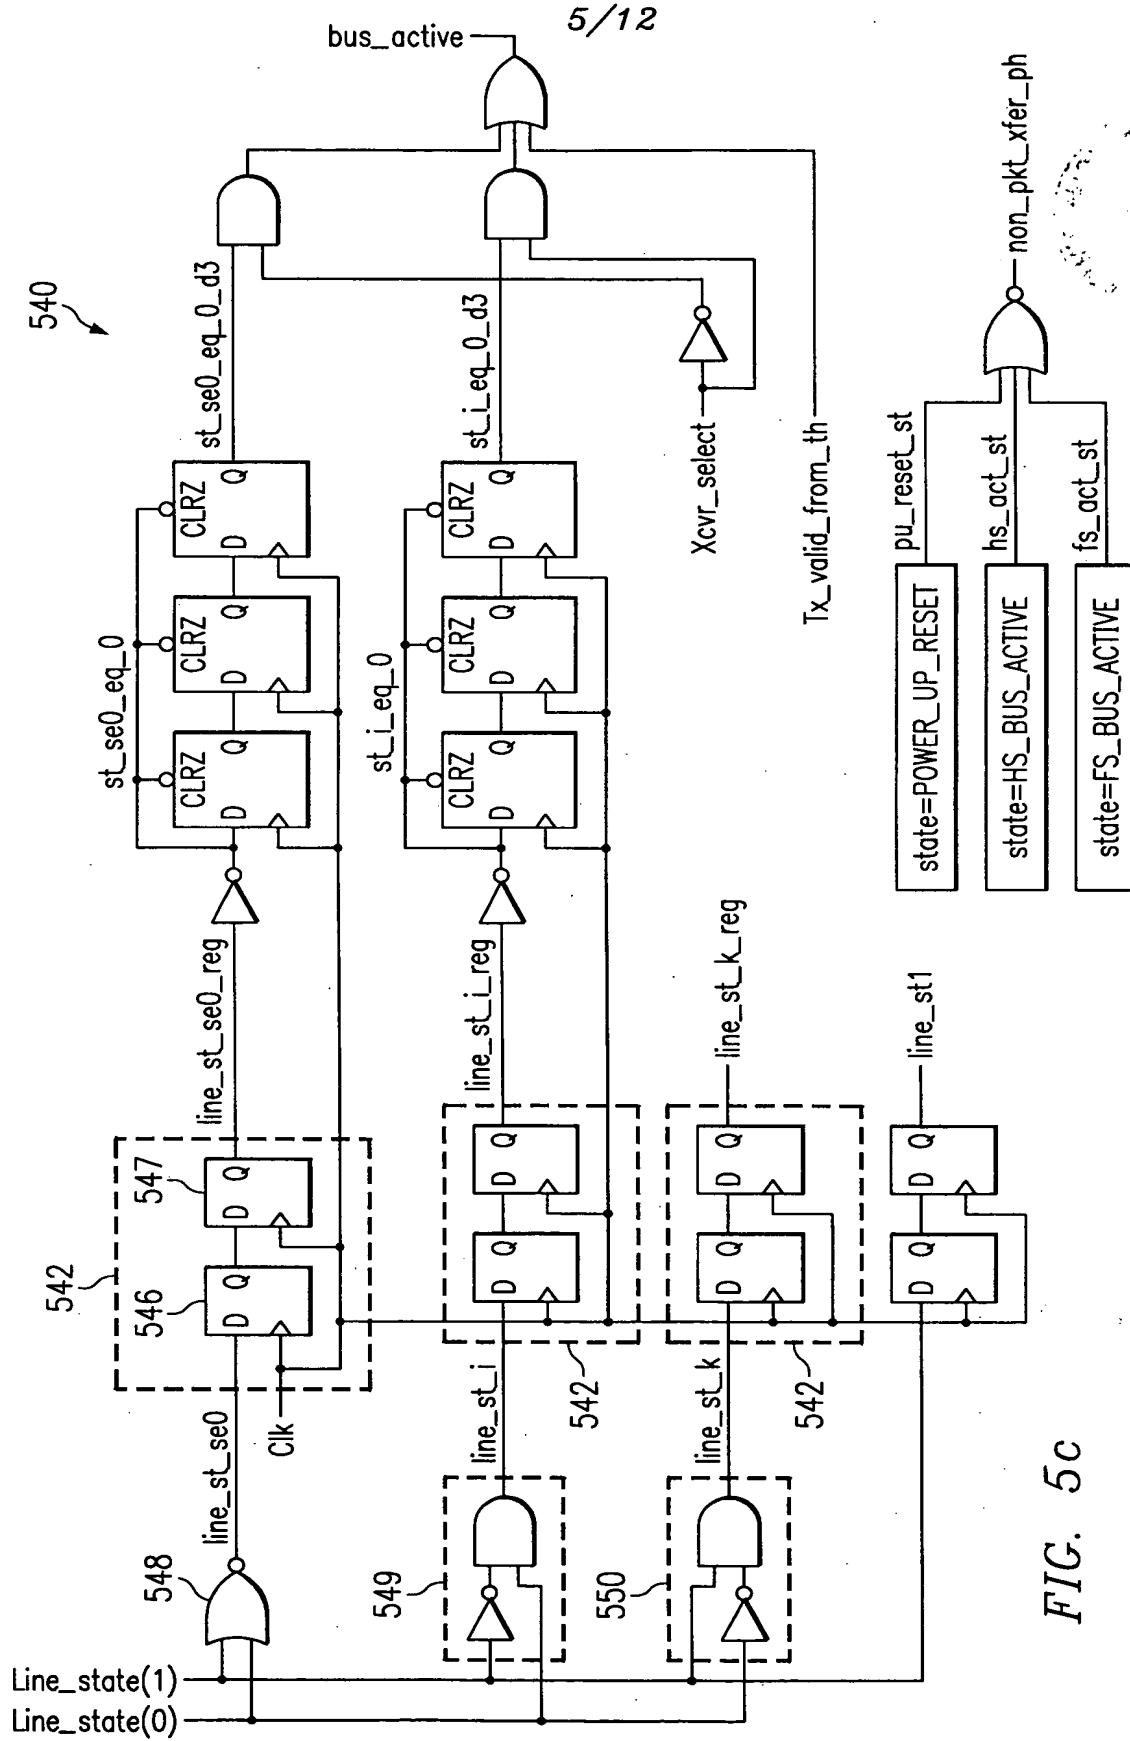 5/12
540
bus_active
st_se0_eq_0
st_se0_eq_0_d3
CLRZ
D
Q
CLRZ
D
Q
CLRZ
D
Q
st_i_eq_0
st_i_eq_0_d3
CLRZ
D
Q
CLRZ
D
Q
CLRZ
D
Q
Xcvr_select
Tx_valid_from_th
non_pkt_xfer_ph
pu_reset_st
hs_act_st
fs_act_st
state=POWER_UP_RESET
state=HS_BUS_ACTIVE
state=FS_BUS_ACTIVE
line_st_se0_reg
line_st_i_reg
line_st_k_reg
line_st1
542
546
547
D
Q
D
Q
D
Q
D
Q
542
D
Q
D
Q
542
D
Q
D
Q
Clk
line_st_se0
line_st_i
line_st_k
548
549
550
Line_state(1)
Line_state(0)
FIG. 5c